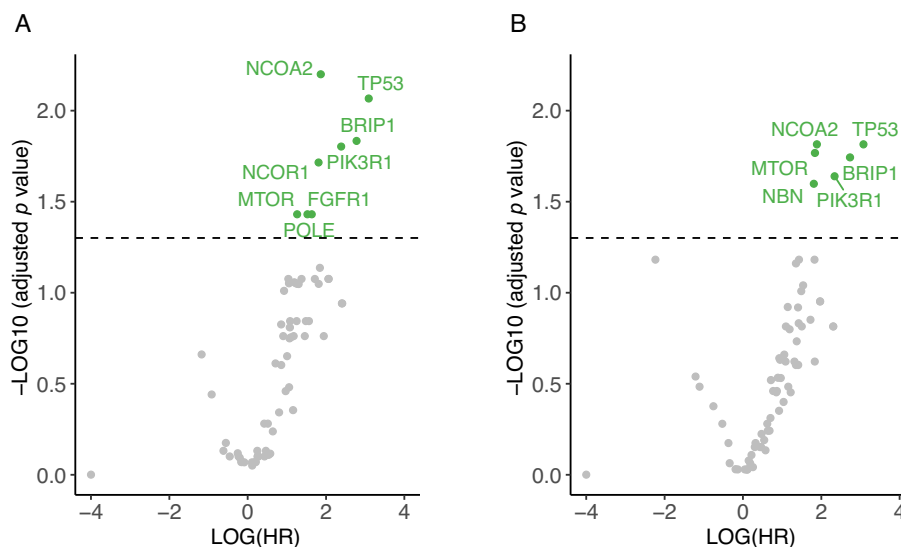 A
NCOA2
TP53
BRIP1
NCOR1
PIK3R1
MTOR
FGFR1
POLE
2.0
1.5
1.0
0.5
0.0
−LOG10 (adjusted p value)
−4
−2
0
2
4
LOG(HR)
B
NCOA2
TP53
MTOR
BRIP1
NBN
PIK3R1
2.0
1.5
1.0
0.5
0.0
−LOG10 (adjusted p value)
−4
−2
0
2
4
LOG(HR)